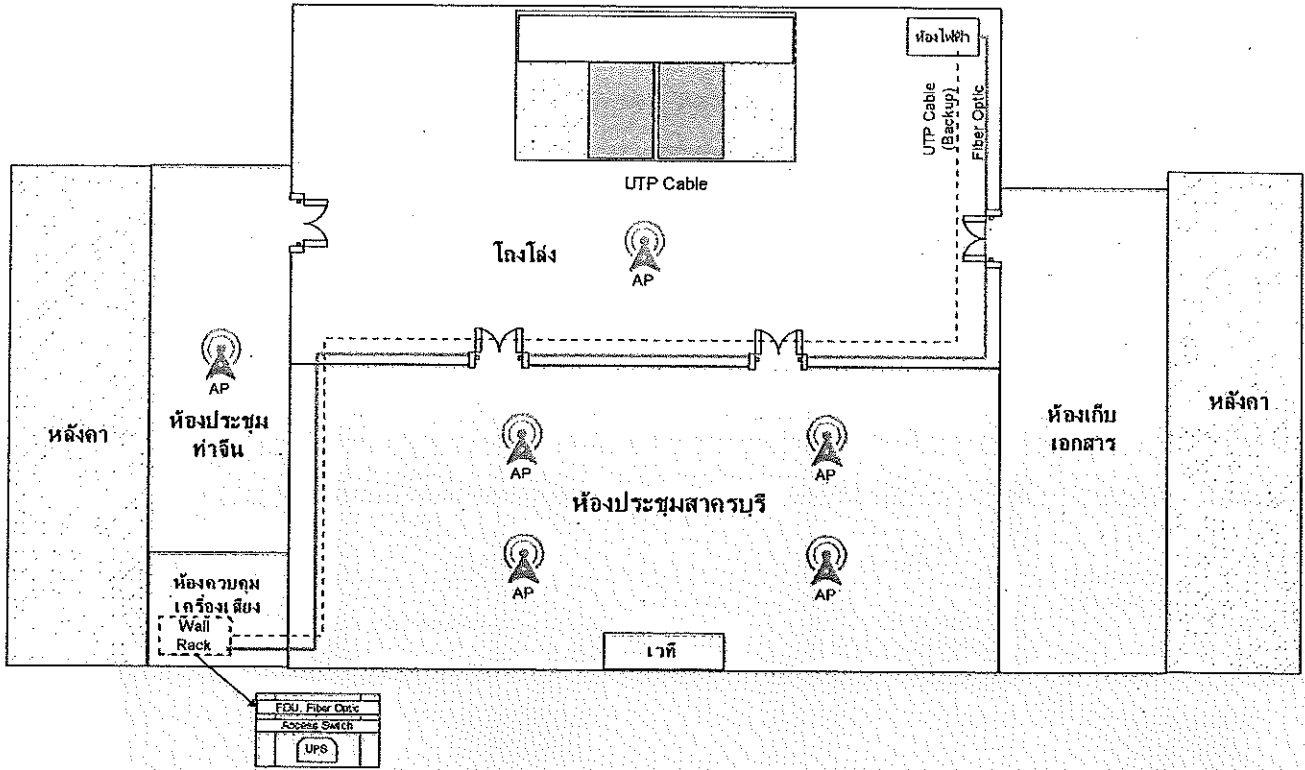 ห้องไฟฟ้า
UTP Cable
(Backup)
Fiber Optic
UTP Cable
โถงโล่ง
AP
AP
หลังคา
ห้องประชุม
ท่าจีน
AP
AP
ห้องประชุมสาครบุรี
AP
AP
ห้องเก็บ
เอกสาร
หลังคา
ห้องควบคุม
เครื่องเสียง
Wall
Rack
เวที
FDU, Fiber Optic
Access Switch
UPS